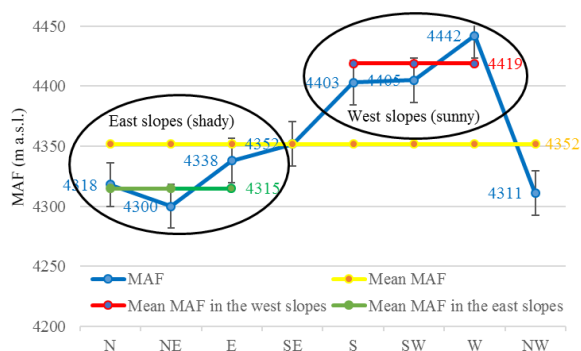 MAF (m a.s.l.)
4450
4400
4350
4300
4250
4200
East slopes (shady)
West slopes (sunny)
4318
4300
4338
4352
4403
4405
4442
4311
4419
4352
4315
MAF
Mean MAF
Mean MAF in the west slopes
Mean MAF in the east slopes
N NE E SE S SW W NW